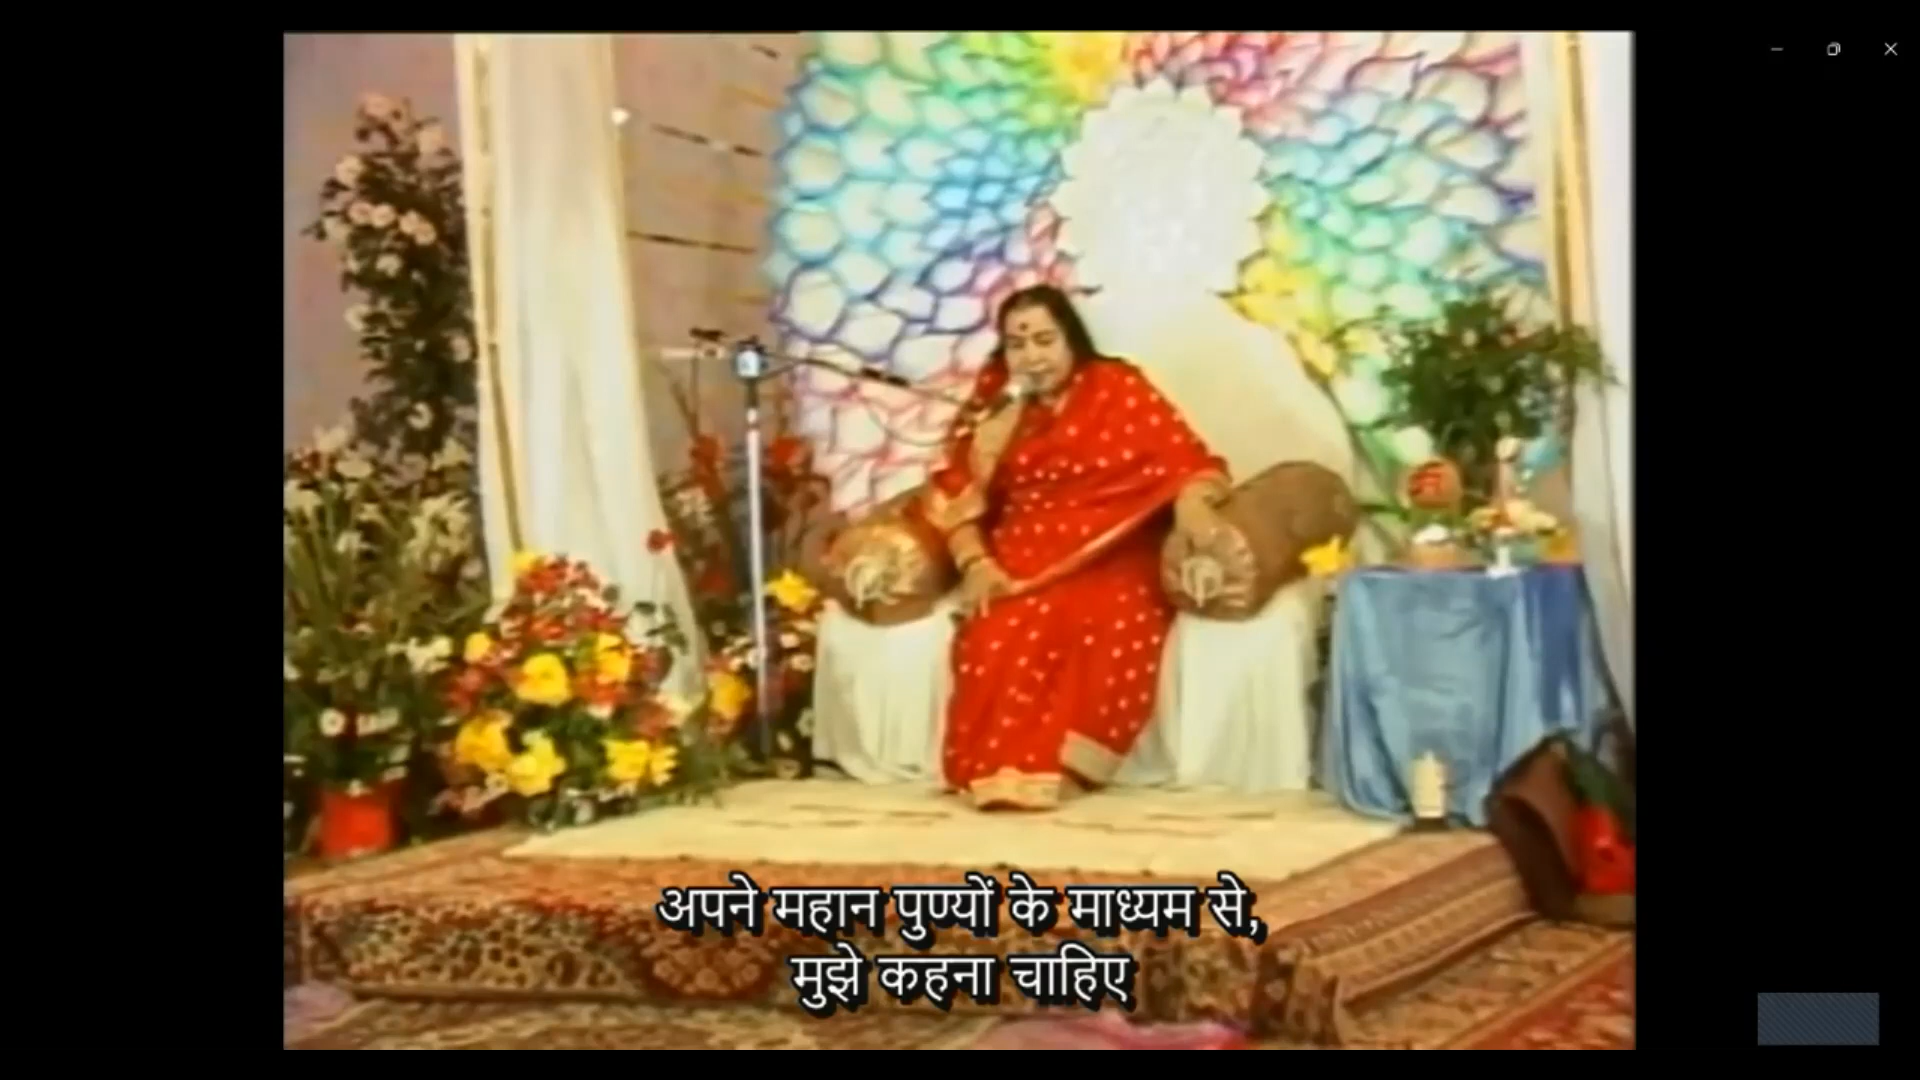 अपने महान पुण्यों के माध्यम से,
मुझे कहना चाहिए